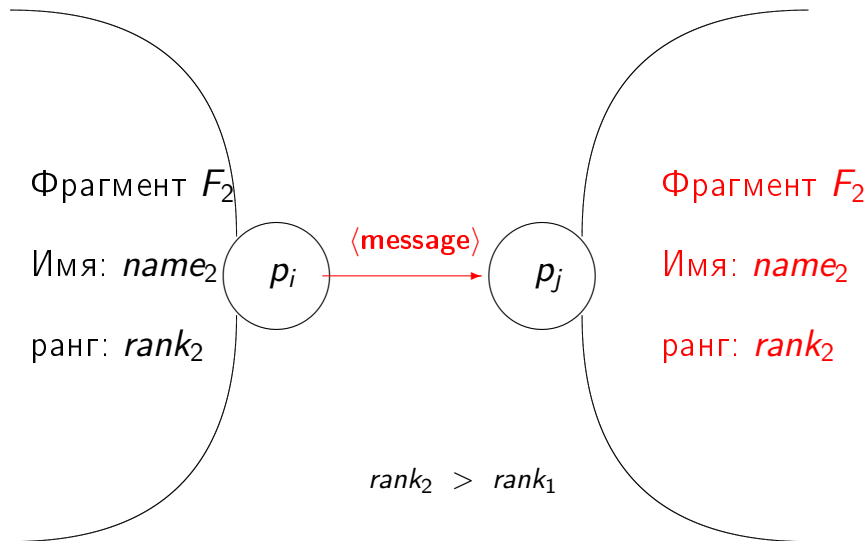 Фрагмент F₂
Имя: name₂
ранг: rank₂
pᵢ
⟨message⟩
pⱼ
Фрагмент F₂
Имя: name₂
ранг: rank₂
rank₂ > rank₁